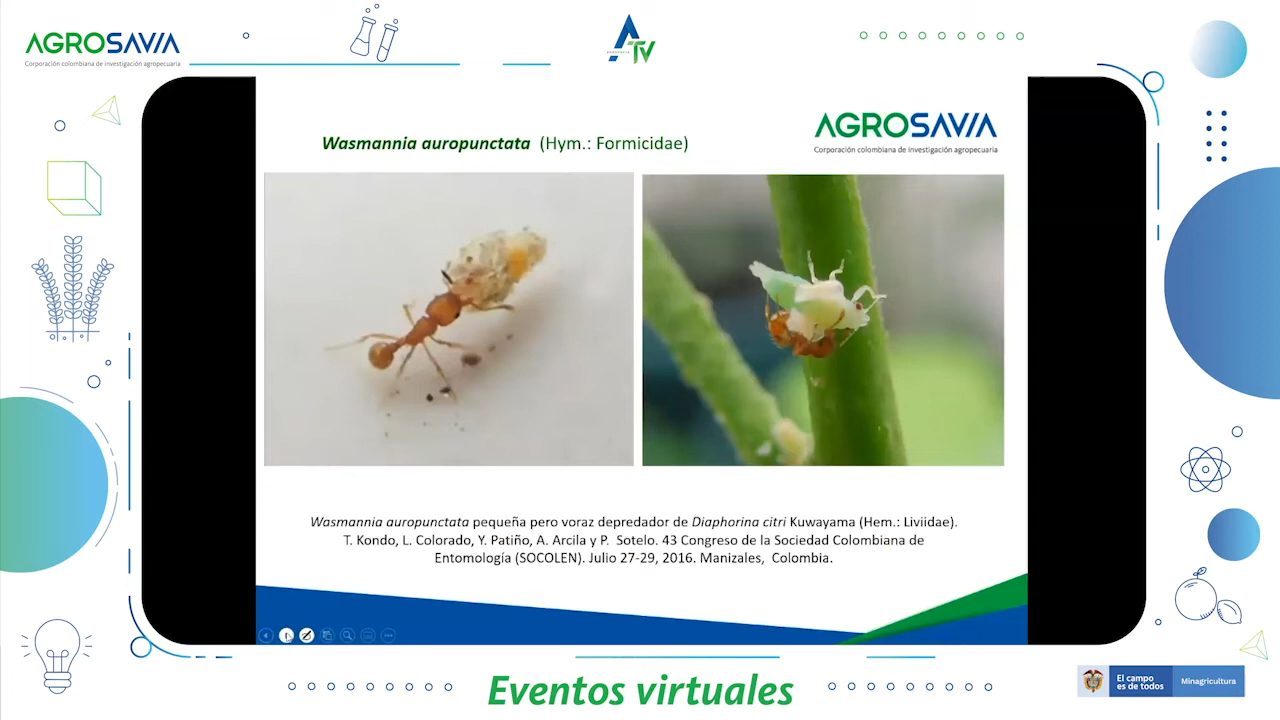 AGROSAVIA
Corporación colombiana de investigación agropecuaria
ATV
Wasmannia auropunctata (Hym.: Formicidae)
AGROSAVIA
Corporación colombiana de investigación agropecuaria
Wasmannia auropunctata pequeña pero voraz depredador de Diaphorina citri Kuwayama (Hem.: Liviidae).
T. Kondo, L. Colorado, Y. Patiño, A. Arcila y P. Sotelo. 43 Congreso de la Sociedad Colombiana de
Entomología (SOCOLEN). Julio 27-29, 2016. Manizales, Colombia.
Eventos virtuales
El campo
es de todos
Minagricultura